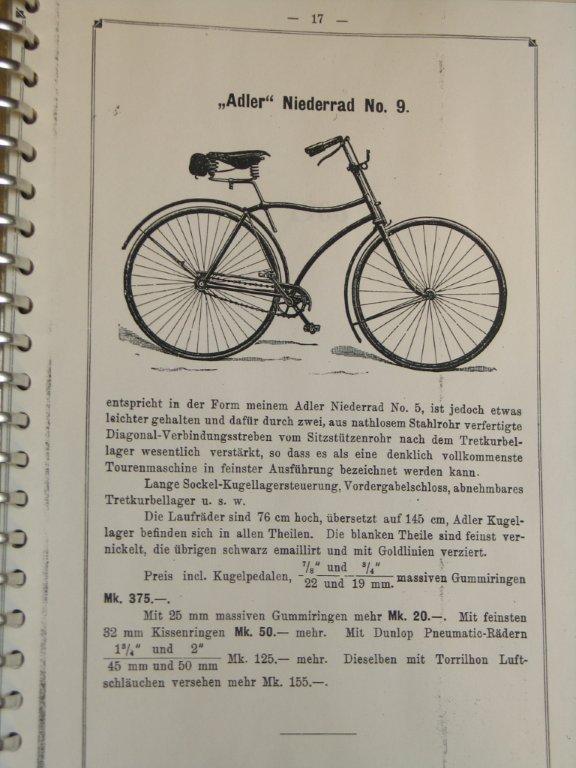 — 17 —
„Adler“ Niederrad No. 9.
entspricht in der Form meinem Adler Niederrad No. 5, ist jedoch etwas
leichter gehalten und dafür durch zwei, aus nathlosem Stahlrohr verfertigte
Diagonal-Verbindungsstreben vom Sitzstützenrohr nach dem Tretkurbel-
lager wesentlich verstärkt, so dass es als eine denklich vollkommenste
Tourenmaschine in feinster Ausführung bezeichnet werden kann.
Lange Sockel-Kugellagersteuerung, Vordergabelschloss, abnehmbares
Tretkurbellager u. s. w.
Die Laufräder sind 76 cm hoch, übersetzt auf 145 cm, Adler Kugel-
lager befinden sich in allen Theilen. Die blanken Theile sind feinst ver-
nickelt, die übrigen schwarz emaillirt und mit Goldlinien verziert.
7/8" und 3/4"
Preis incl. Kugelpedalen, 22 und 19 mm. massiven Gummiringen
Mk. 375.—.
Mit 25 mm massiven Gummiringen mehr Mk. 20.—. Mit feinsten
32 mm Kissenringen Mk. 50.— mehr. Mit Dunlop Pneumatic-Rädern
1 3/4" und 2"
45 mm und 50 mm Mk. 125.— mehr. Dieselben mit Torrilhon Luft-
schläuchen versehen mehr Mk. 155.—.